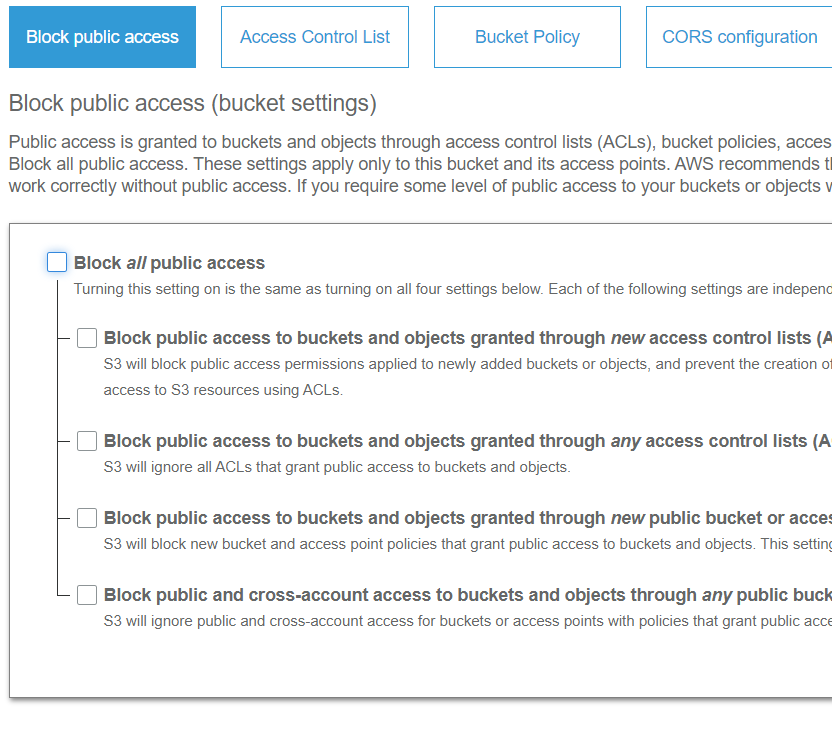 Block public access
Access Control List
Bucket Policy
CORS configuration
Block public access (bucket settings)
Public access is granted to buckets and objects through access control lists (ACLs), bucket policies, acces
Block all public access. These settings apply only to this bucket and its access points. AWS recommends
work correctly without public access. If you require some level of public access to your buckets or objects
Block all public access
Turning this setting on is the same as turning on all four settings below. Each of the following settings are independ
Block public access to buckets and objects granted through new access control lists (A
S3 will block public access permissions applied to newly added buckets or objects, and prevent the creation of
access to S3 resources using ACLs.
Block public access to buckets and objects granted through any access control lists (A
S3 will ignore all ACLs that grant public access to buckets and objects.
Block public access to buckets and objects granted through new public bucket or acces
S3 will block new bucket and access point policies that grant public access to buckets and objects. This setting
Block public and cross-account access to buckets and objects through any public buck
S3 will ignore public and cross-account access for buckets or access points with policies that grant public acce